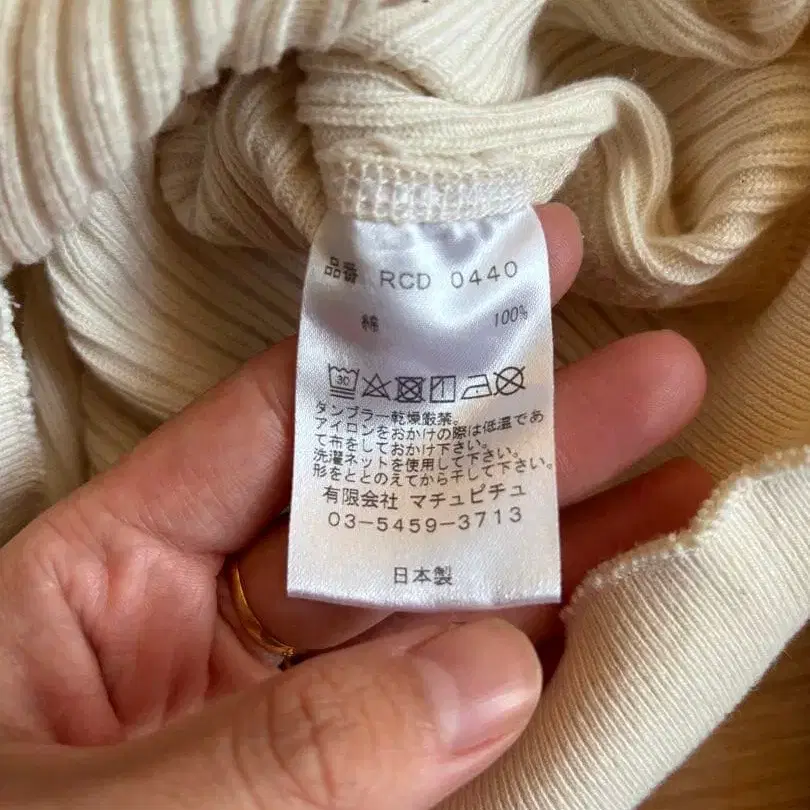 品番 RCD 0440
綿 100%
30
タンブラー乾燥厳禁。
アイロンをおかけの際は低温であ
て布をしておかけ下さい。
洗濯ネットを使用して下さい。
形をととのえてから干して下さい。
有限会社 マチュピチュ
03-5459-3713
日本製